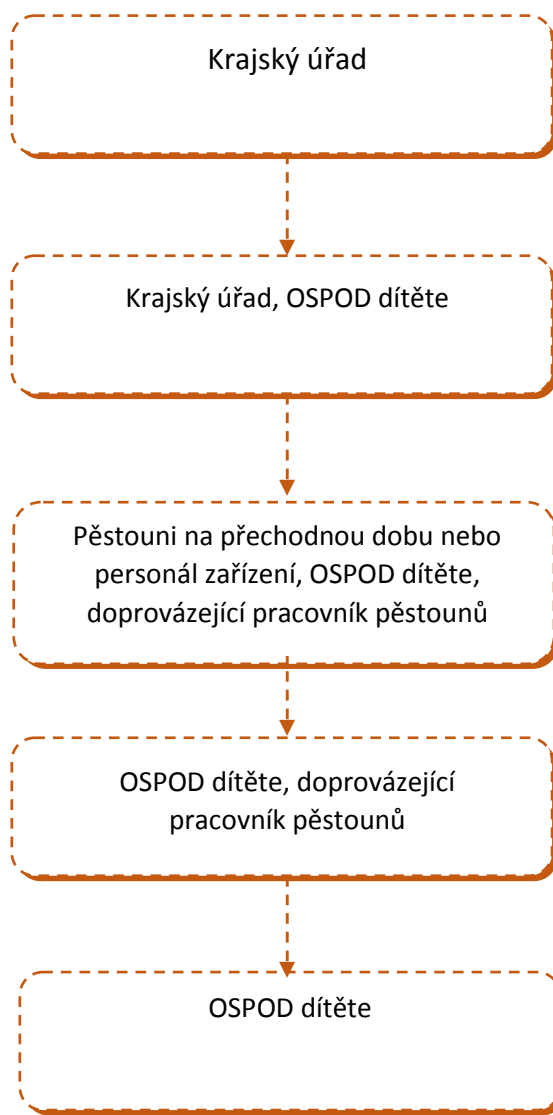 Krajský úřad
Krajský úřad, OSPOD dítěte
Pěstouni na přechodnou dobu nebo
personál zařízení, OSPOD dítěte,
doprovázející pracovník pěstounů
OSPOD dítěte, doprovázející
pracovník pěstounů
OSPOD dítěte